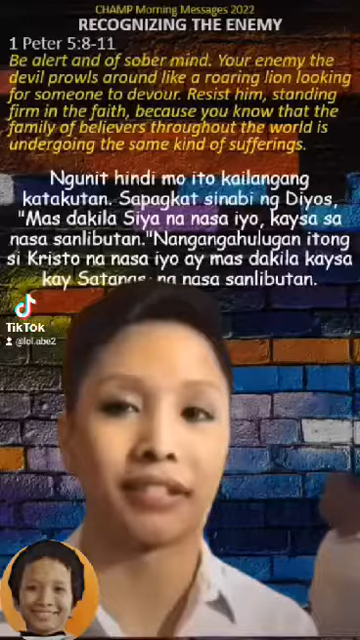 CHAMP Morning Messages 2022
RECOGNIZING THE ENEMY
1 Peter 5:8-11
Be alert and of sober mind. Your enemy the
devil prowls around like a roaring lion looking
for someone to devour. Resist him, standing
firm in the faith, because you know that the
family of believers throughout the world is
undergoing the same kind of sufferings.
Ngunit hindi mo ito kailangang
katakutan. Sapagkat sinabi ng Diyos,
"Mas dakila Siya na nasa iyo, kaysa sa
nasa sanlibutan."Nangangahulugan itong
si Kristo na nasa iyo ay mas dakila kaysa
kay Satanas na nasa sanlibutan.
TikTok
@lol.abe2